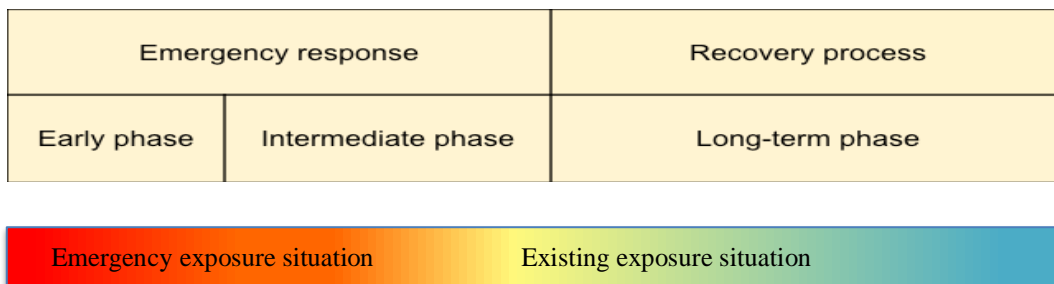 Emergency response Recovery process
Early phase Intermediate phase Long-term phase
Emergency exposure situation Existing exposure situation